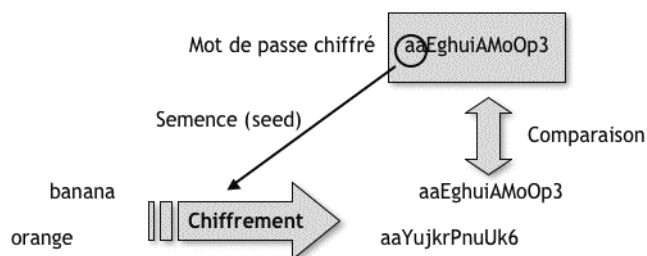 Mot de passe chiffré
aaEghuiAMoOp3
Semence (seed)
Comparaison
banana
aaEghuiAMoOp3
Chiffrement
orange
aaYujkrPnuUk6